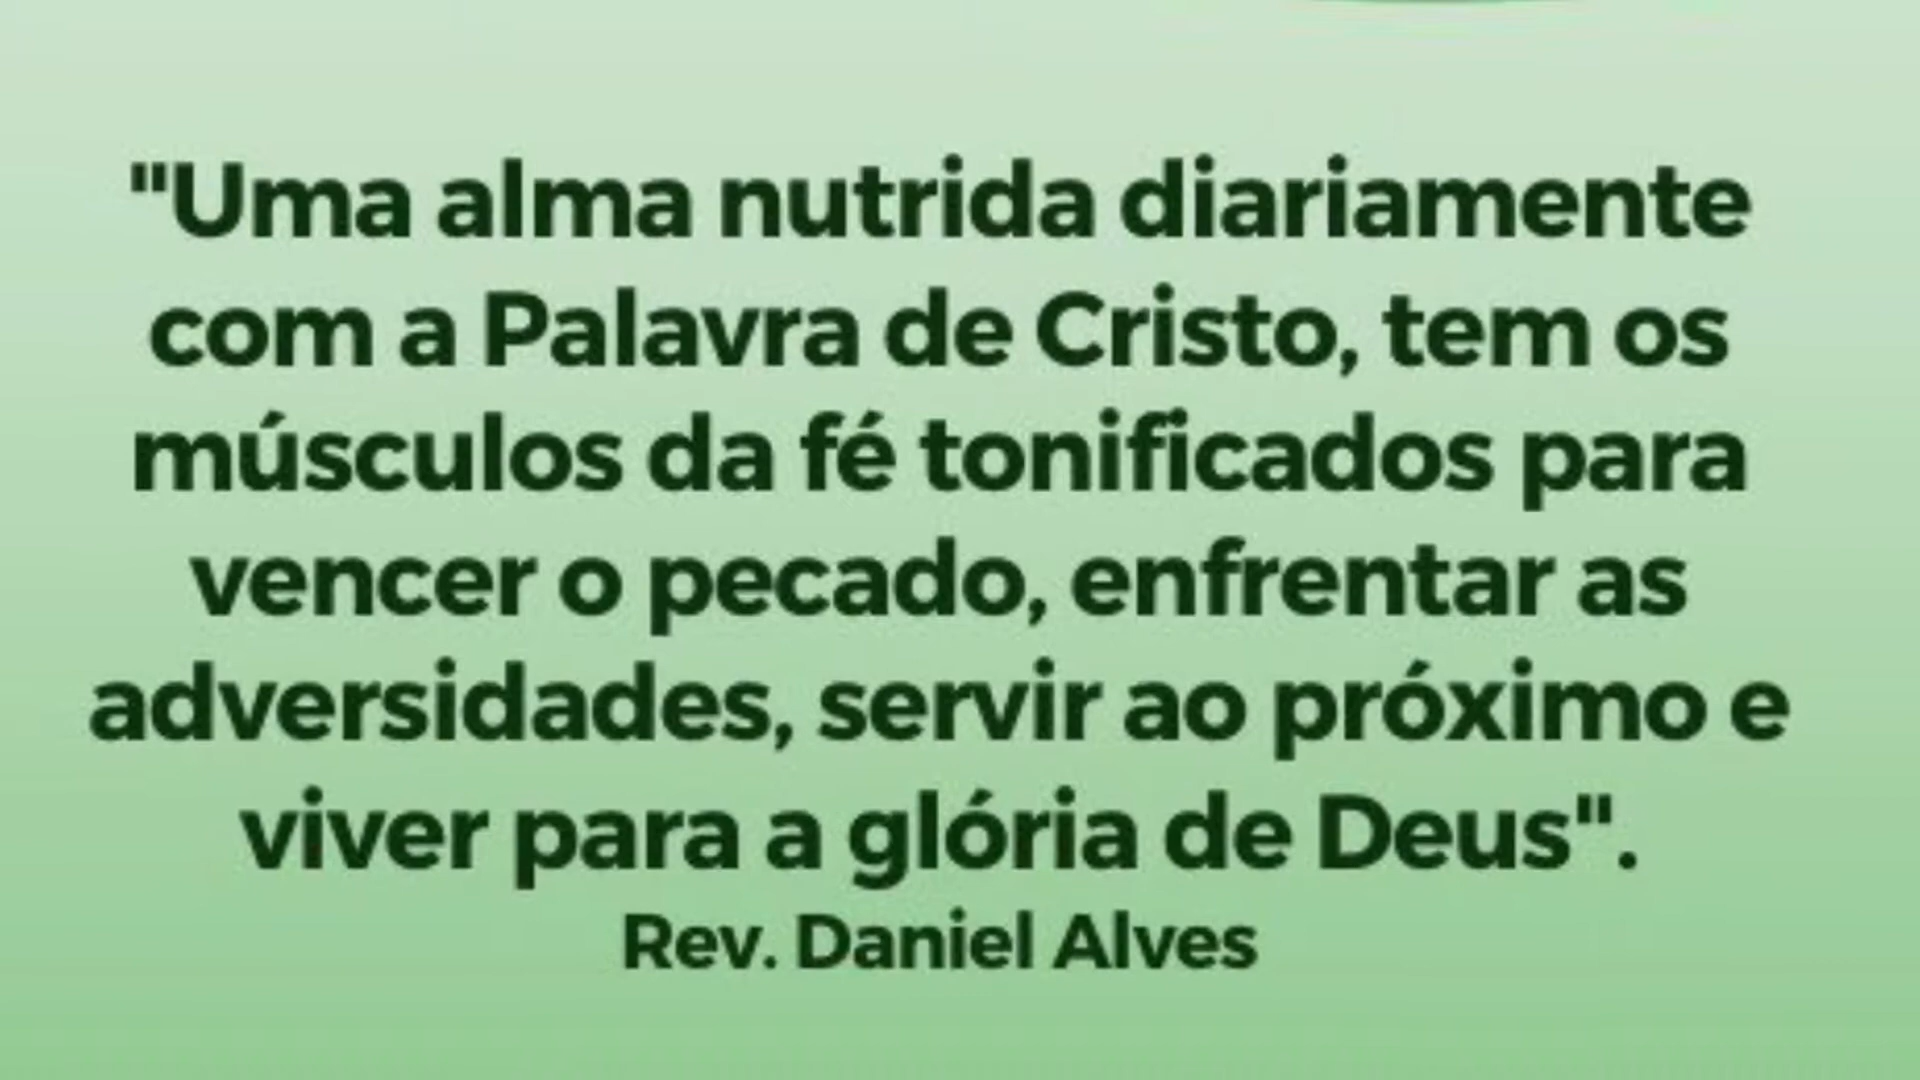 "Uma alma nutrida diariamente
com a Palavra de Cristo, tem os
músculos da fé tonificados para
vencer o pecado, enfrentar as
adversidades, servir ao próximo e
viver para a glória de Deus".
Rev. Daniel Alves